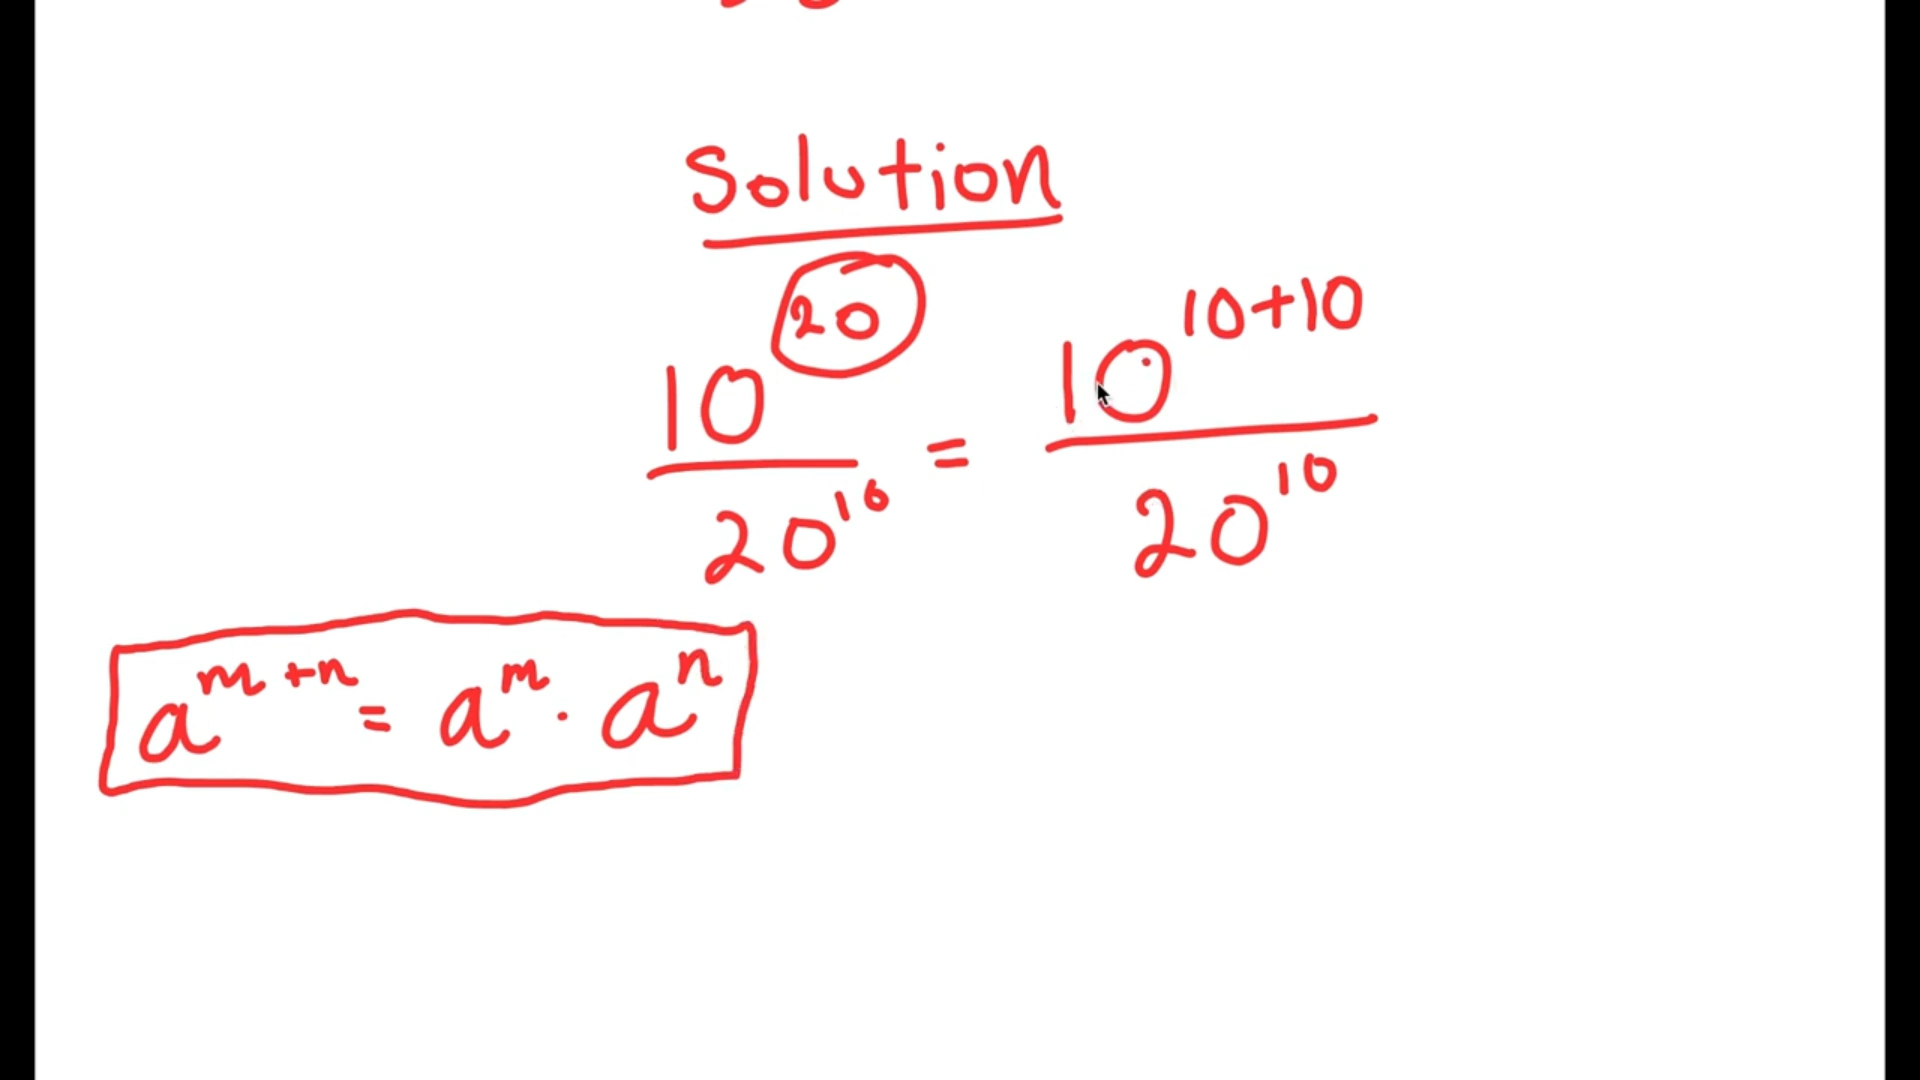 Solution
10^20 / 20^10 = 10^10+10 / 20^10
a^m+n = a^m · a^n